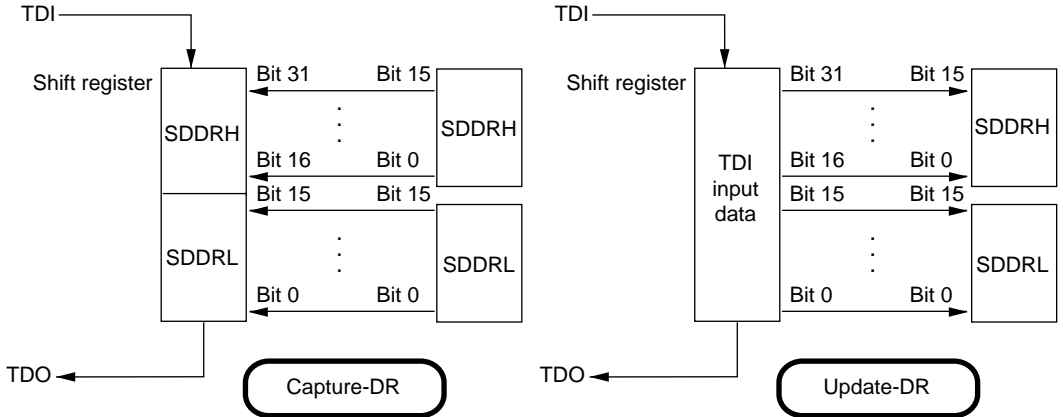 TDI
Shift register
SDDRH
SDDRL
Bit 31 Bit 15
.
.
.
Bit 16 Bit 0
Bit 15 Bit 15
.
.
.
Bit 0 Bit 0
SDDRH
SDDRL
TDO
Capture-DR
TDI
Shift register
TDI
input
data
Bit 31 Bit 15
.
.
.
Bit 16 Bit 0
Bit 15 Bit 15
.
.
.
Bit 0 Bit 0
SDDRH
SDDRL
TDO
Update-DR